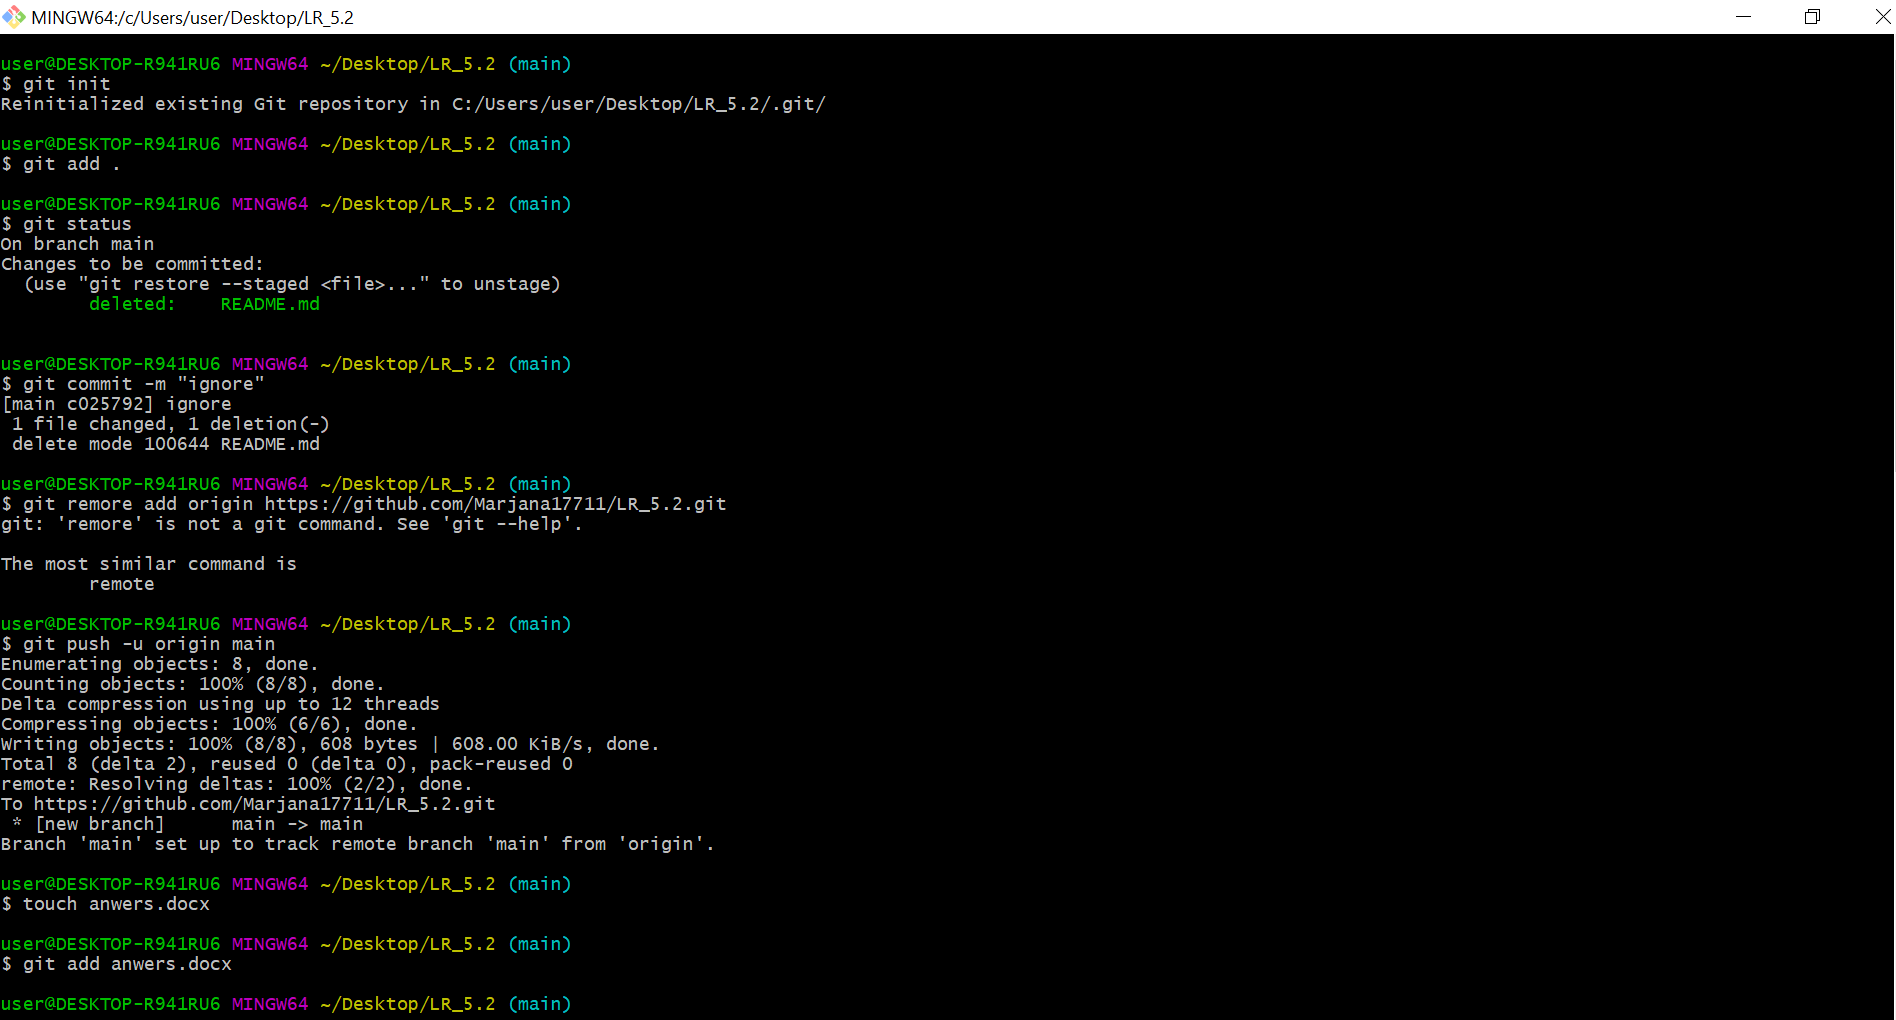 MINGW64:/c/Users/user/Desktop/LR_5.2
user@DESKTOP-R941RU6 MINGW64 ~/Desktop/LR_5.2 (main)
$ git init
Reinitialized existing Git repository in C:/Users/user/Desktop/LR_5.2/.git/
user@DESKTOP-R941RU6 MINGW64 ~/Desktop/LR_5.2 (main)
$ git add .
user@DESKTOP-R941RU6 MINGW64 ~/Desktop/LR_5.2 (main)
$ git status
On branch main
Changes to be committed:
  (use "git restore --staged <file>..." to unstage)
        deleted:    README.md
user@DESKTOP-R941RU6 MINGW64 ~/Desktop/LR_5.2 (main)
$ git commit -m "ignore"
[main c025792] ignore
 1 file changed, 1 deletion(-)
 delete mode 100644 README.md
user@DESKTOP-R941RU6 MINGW64 ~/Desktop/LR_5.2 (main)
$ git remore add origin https://github.com/Marjana17711/LR_5.2.git
git: 'remore' is not a git command. See 'git --help'.
The most similar command is
        remote
user@DESKTOP-R941RU6 MINGW64 ~/Desktop/LR_5.2 (main)
$ git push -u origin main
Enumerating objects: 8, done.
Counting objects: 100% (8/8), done.
Delta compression using up to 12 threads
Compressing objects: 100% (6/6), done.
Writing objects: 100% (8/8), 608 bytes | 608.00 KiB/s, done.
Total 8 (delta 2), reused 0 (delta 0), pack-reused 0
remote: Resolving deltas: 100% (2/2), done.
To https://github.com/Marjana17711/LR_5.2.git
 * [new branch]      main -> main
Branch 'main' set up to track remote branch 'main' from 'origin'.
user@DESKTOP-R941RU6 MINGW64 ~/Desktop/LR_5.2 (main)
$ touch anwers.docx
user@DESKTOP-R941RU6 MINGW64 ~/Desktop/LR_5.2 (main)
$ git add anwers.docx
user@DESKTOP-R941RU6 MINGW64 ~/Desktop/LR_5.2 (main)